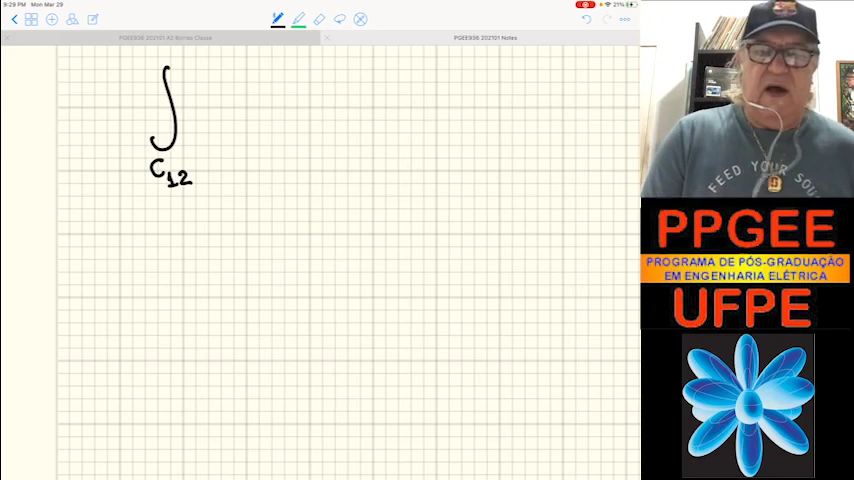 9:29 PM Mon Mar 29
21%
PGEE936 202101 A2 Bornes Classe
PGEE936 202101 Notes
∫
C12
FEED YOUR SOU
PPGEE
PROGRAMA DE PÓS-GRADUAÇÃO
EM ENGENHARIA ELÉTRICA
UFPE